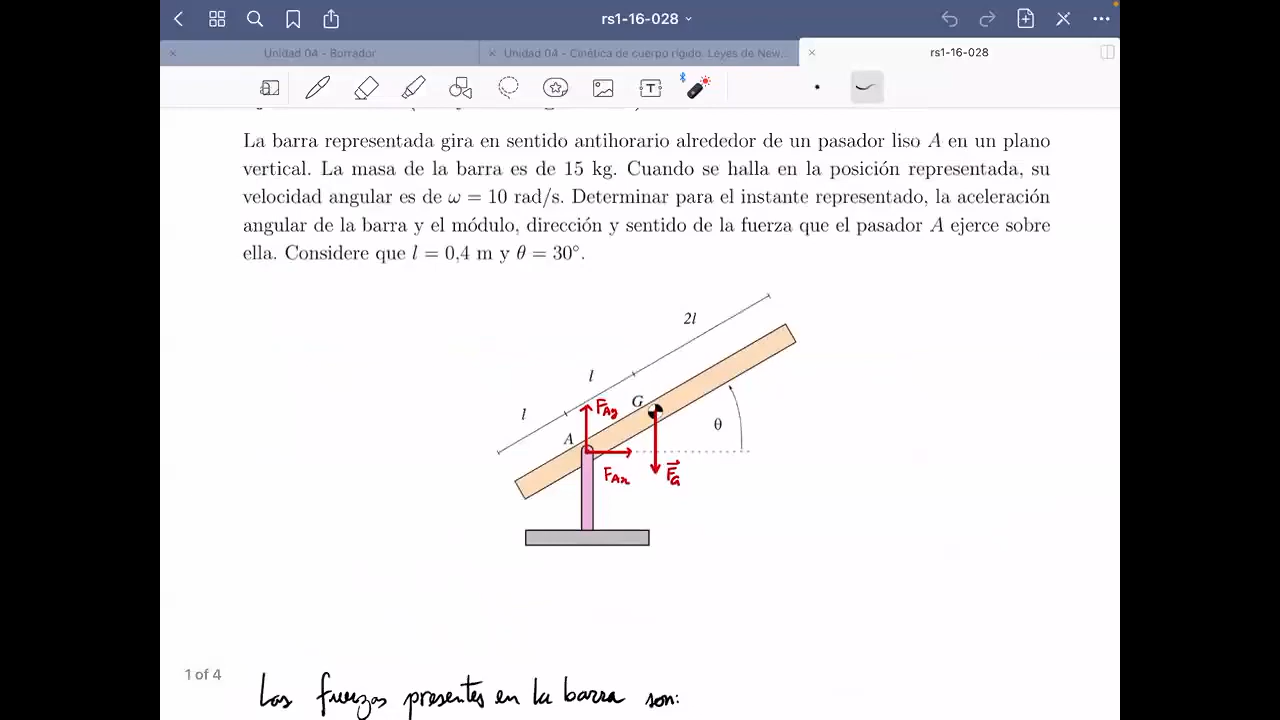 rs1-16-028
Unidad 04 - Borrador
Unidad 04 - Cinética de cuerpo rígido. Leyes de New...
rs1-16-028
La barra representada gira en sentido antihorario alrededor de un pasador liso A en un plano
vertical. La masa de la barra es de 15 kg. Cuando se halla en la posición representada, su
velocidad angular es de ω = 10 rad/s. Determinar para el instante representado, la aceleración
angular de la barra y el módulo, dirección y sentido de la fuerza que el pasador A ejerce sobre
ella. Considere que l = 0,4 m y θ = 30°.
2l
l
l
G
F_Ay
θ
A
F_Ax
F_G
1 of 4
Las fuerzas presentes en la barra son: